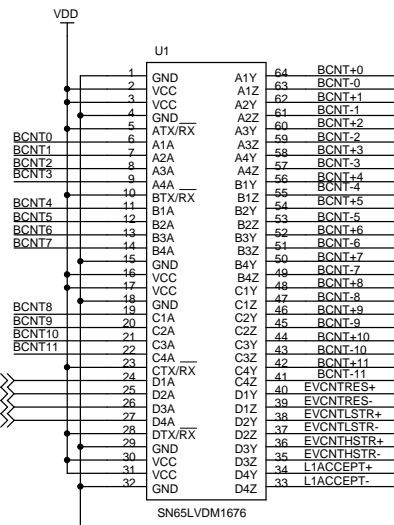 VDD
U1
1 GND A1Y 64 BCNT+0
2 VCC A1Z 63 BCNT-0
3 VCC A2Y 62 BCNT+1
4 GND A2Z 61 BCNT-1
5 ATX/RX A3Y 60 BCNT+2
BCNT0 6 A1A A3Z 59 BCNT-2
BCNT1 7 A2A A4Y 58 BCNT+3
BCNT2 8 A3A A4Z 57 BCNT-3
BCNT3 9 A4A B1Y 56 BCNT+4
10 BTX/RX B1Z 55 BCNT-4
BCNT4 11 B1A B2Y 54 BCNT+5
BCNT5 12 B2A B2Z 53 BCNT-5
BCNT6 13 B3A B3Y 52 BCNT+6
BCNT7 14 B4A B3Z 51 BCNT-6
15 GND B4Y 50 BCNT+7
16 VCC B4Z 49 BCNT-7
17 VCC C1Y 48 BCNT+8
18 GND C1Z 47 BCNT-8
BCNT8 19 C1A C2Y 46 BCNT+9
BCNT9 20 C2A C2Z 45 BCNT-9
BCNT10 21 C3A C3Y 44 BCNT+10
BCNT11 22 C4A C3Z 43 BCNT-10
23 CTX/RX C4Y 42 BCNT+11
24 D1A C4Z 41 BCNT-11
25 D2A D1Y 40 EVCNTRES+
26 D3A D1Z 39 EVCNTRES-
27 D4A D2Y 38 EVCNTLSTR+
28 DTX/RX D2Z 37 EVCNTLSTR-
29 GND D3Y 36 EVCNTHSTR+
30 VCC D3Z 35 EVCNTHSTR-
31 VCC D4Y 34 L1ACCEPT+
32 GND D4Z 33 L1ACCEPT-
SN65LVDM1676